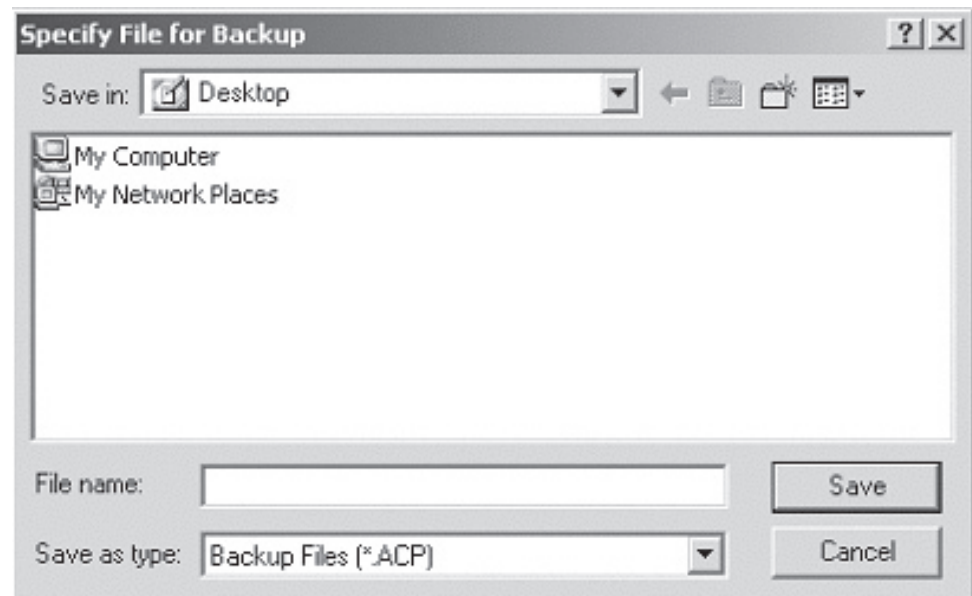 Specify File for Backup
Save in: Desktop
My Computer
My Network Places
File name: Save
Save as type: Backup Files (*.ACP) Cancel